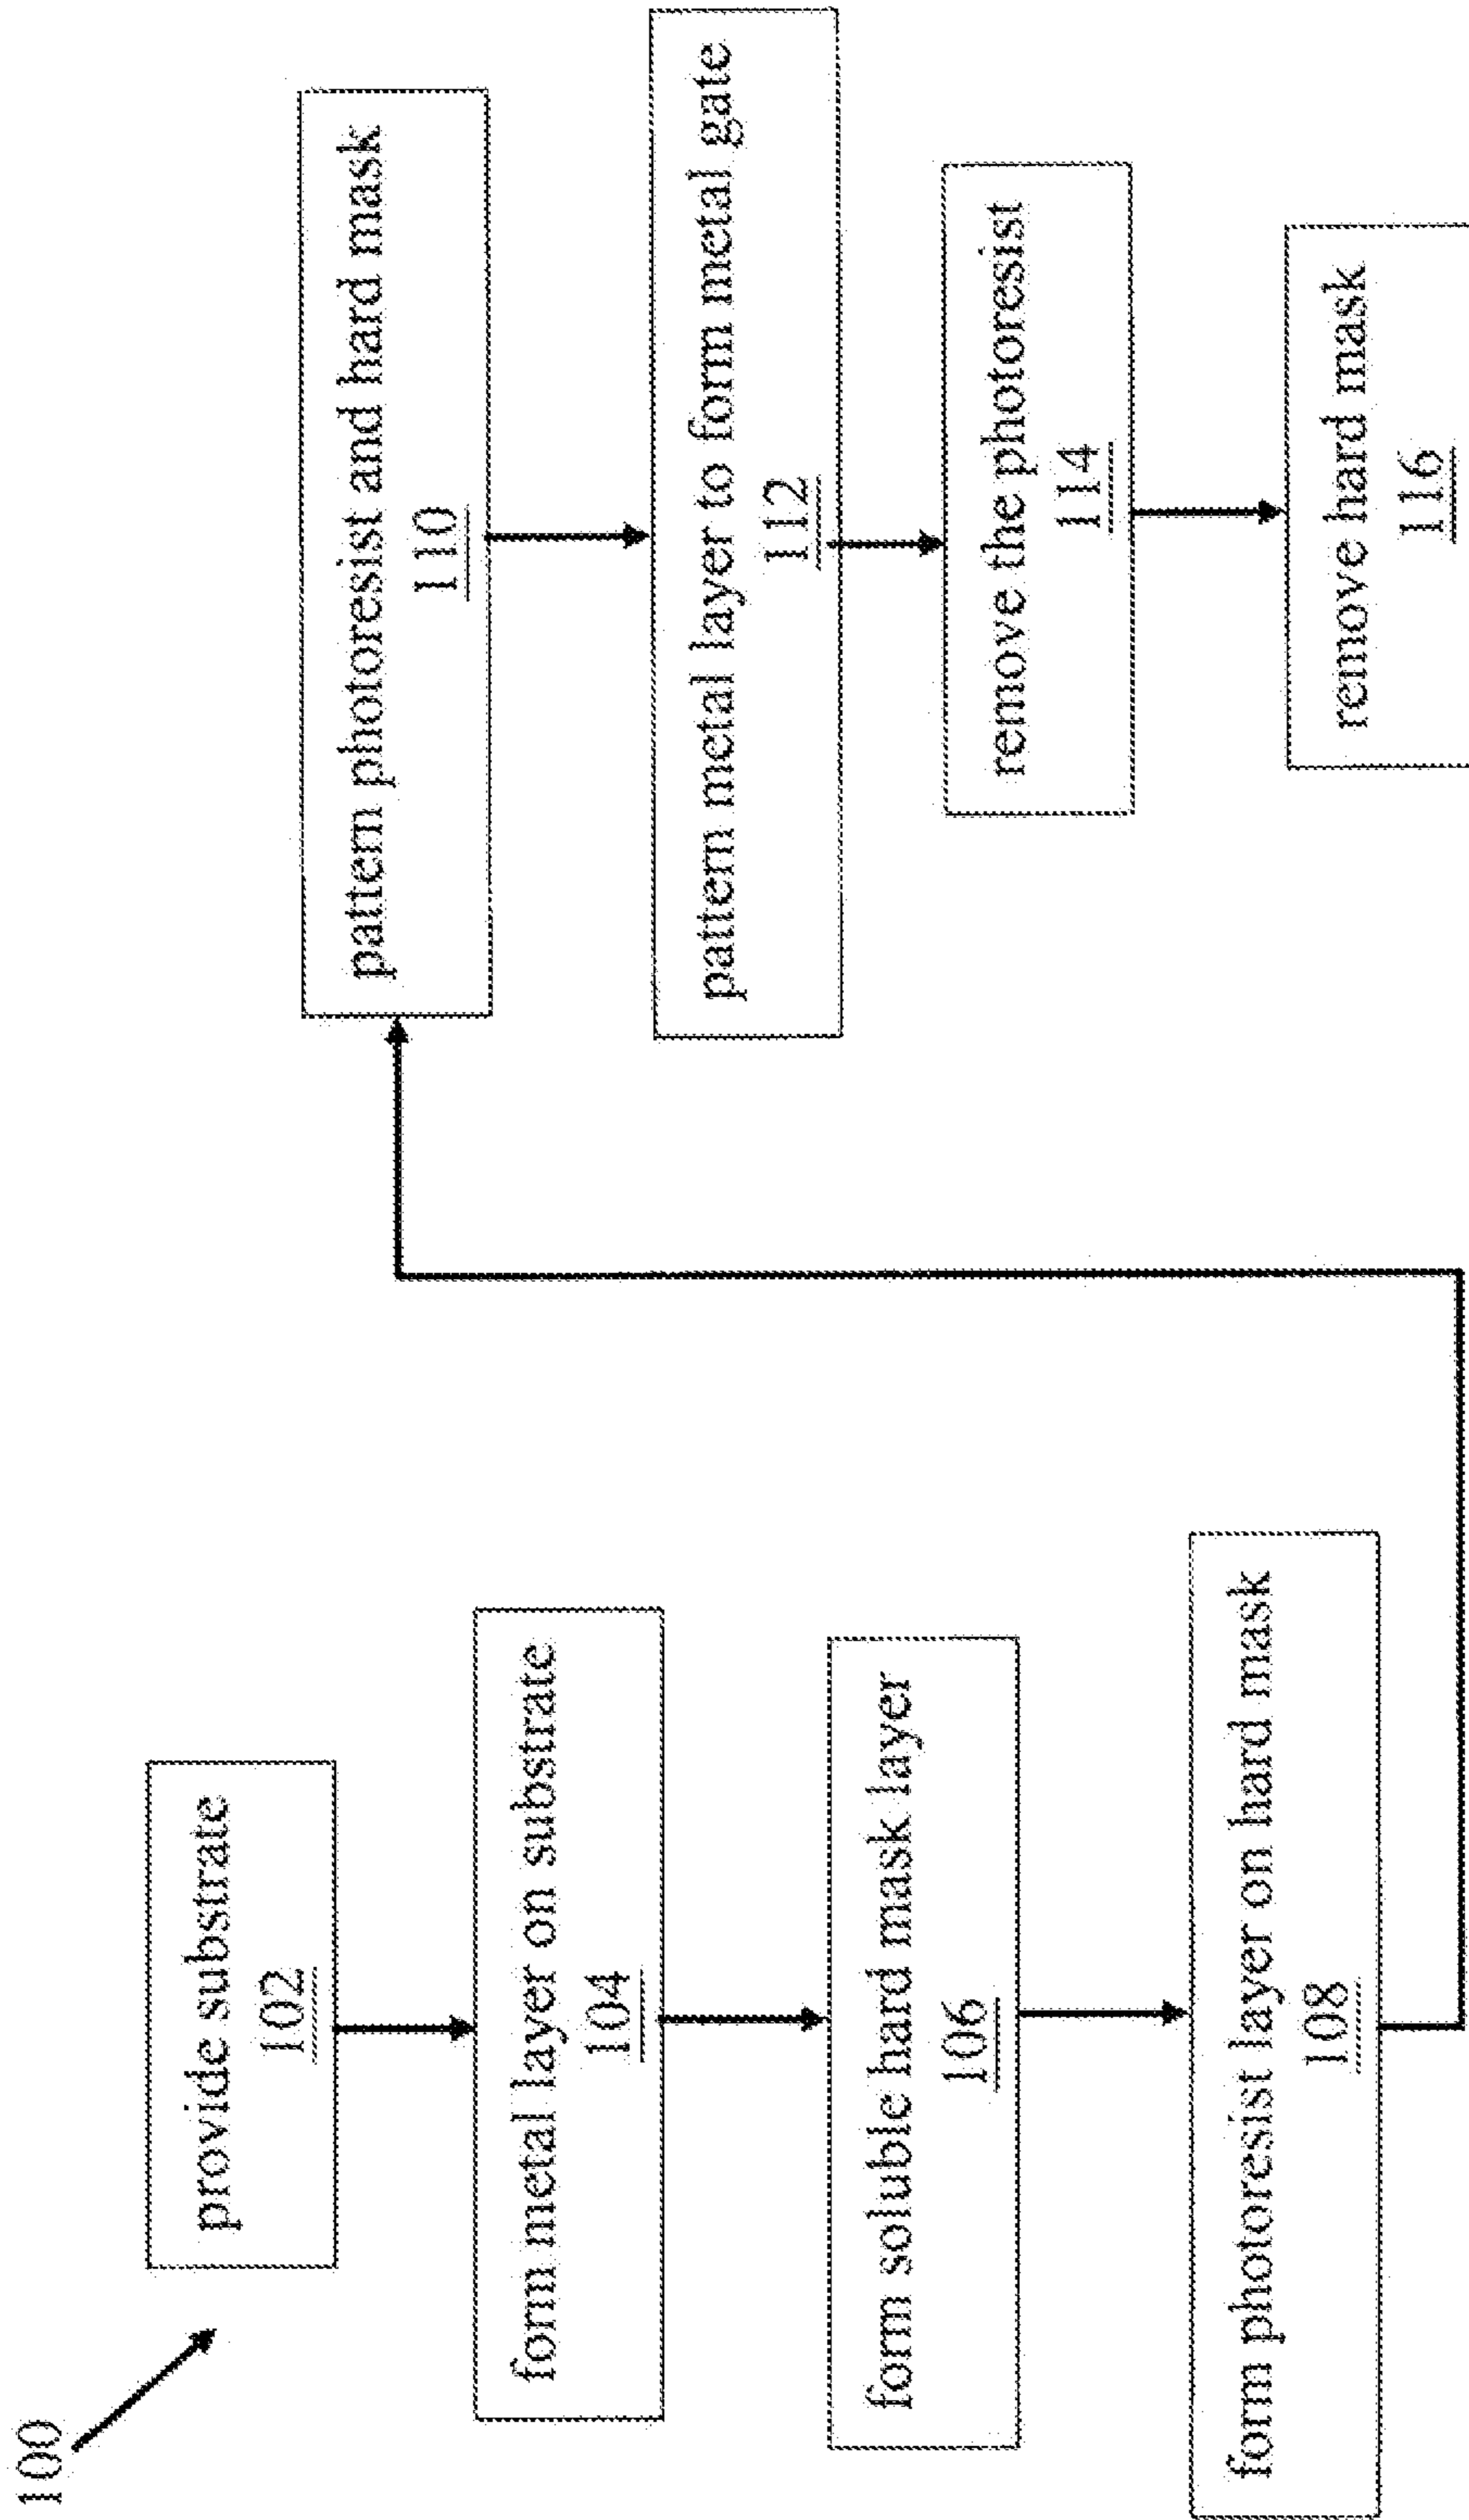 100
provide substrate
102
form metal layer on substrate
104
form soluble hard mask layer
106
form photoresist layer on hard mask
108
pattern photoresist and hard mask
110
pattern metal layer to form metal gate
112
remove the photoresist
114
remove hard mask
116